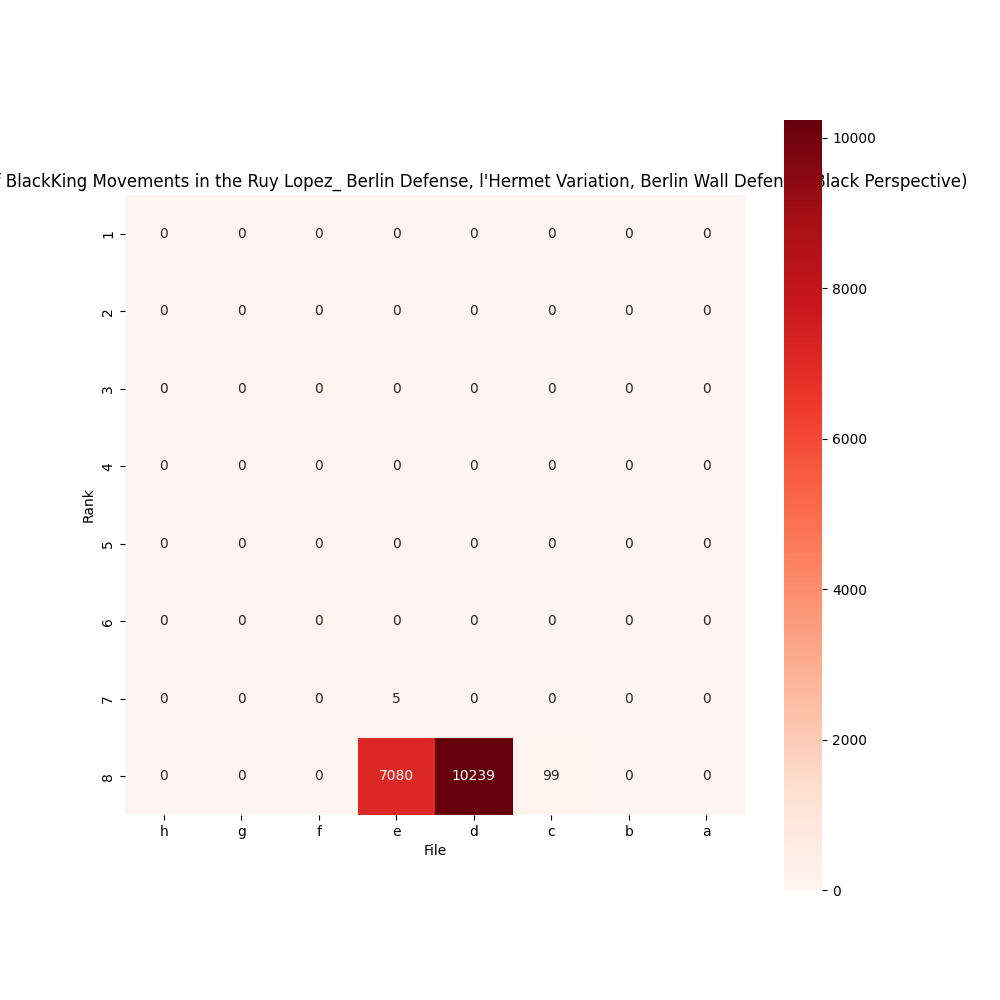 10000
f BlackKing Movements in the Ruy Lopez_ Berlin Defense, l'Hermet Variation, Berlin Wall Defen Black Perspective)
1 0 0 0 0 0 0 0 0
8000
2 0 0 0 0 0 0 0 0
3 0 0 0 0 0 0 0 0
6000
4 0 0 0 0 0 0 0 0
Rank
5 0 0 0 0 0 0 0 0
4000
6 0 0 0 0 0 0 0 0
7 0 0 0 5 0 0 0 0
2000
8 0 0 0 7080 10239 99 0 0
h g f e d c b a
File
0